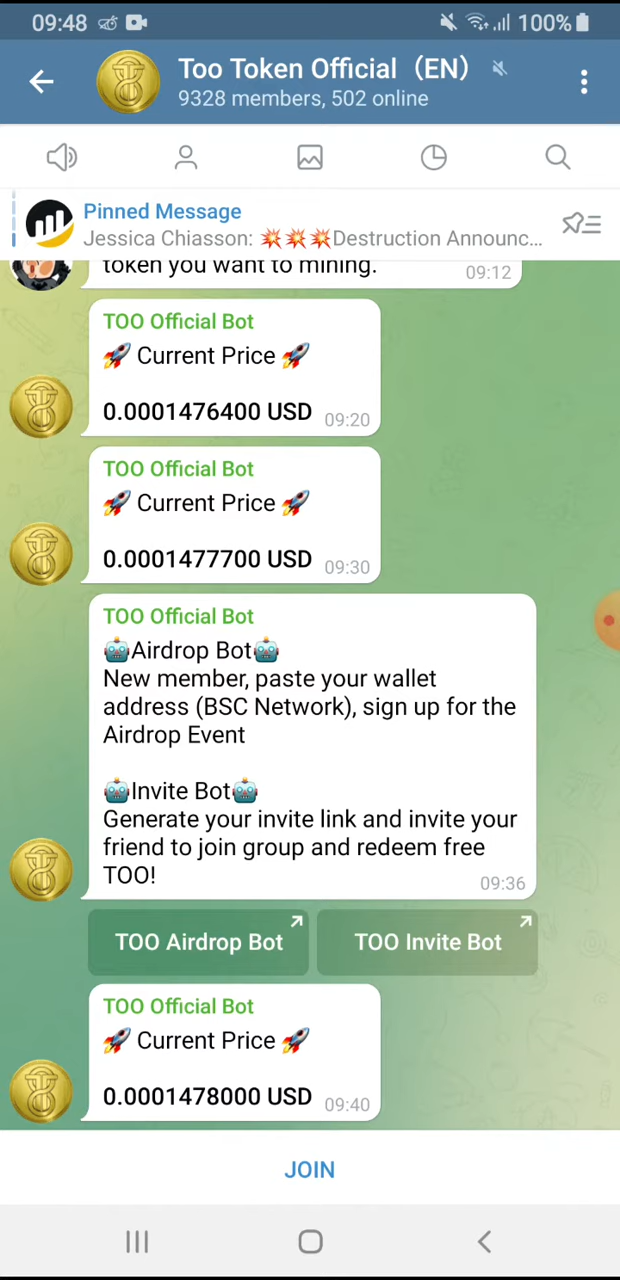 09:48 100%
Too Token Official（EN）
9328 members, 502 online
Pinned Message
Jessica Chiasson: 💥💥💥Destruction Announc...
token you want to mining.
09:12
TOO Official Bot
🚀 Current Price 🚀
0.0001476400 USD 09:20
TOO Official Bot
🚀 Current Price 🚀
0.0001477700 USD 09:30
TOO Official Bot
🤖Airdrop Bot🤖
New member, paste your wallet
address (BSC Network), sign up for the
Airdrop Event
🤖Invite Bot🤖
Generate your invite link and invite your
friend to join group and redeem free
TOO! 09:36
TOO Airdrop Bot TOO Invite Bot
TOO Official Bot
🚀 Current Price 🚀
0.0001478000 USD 09:40
JOIN